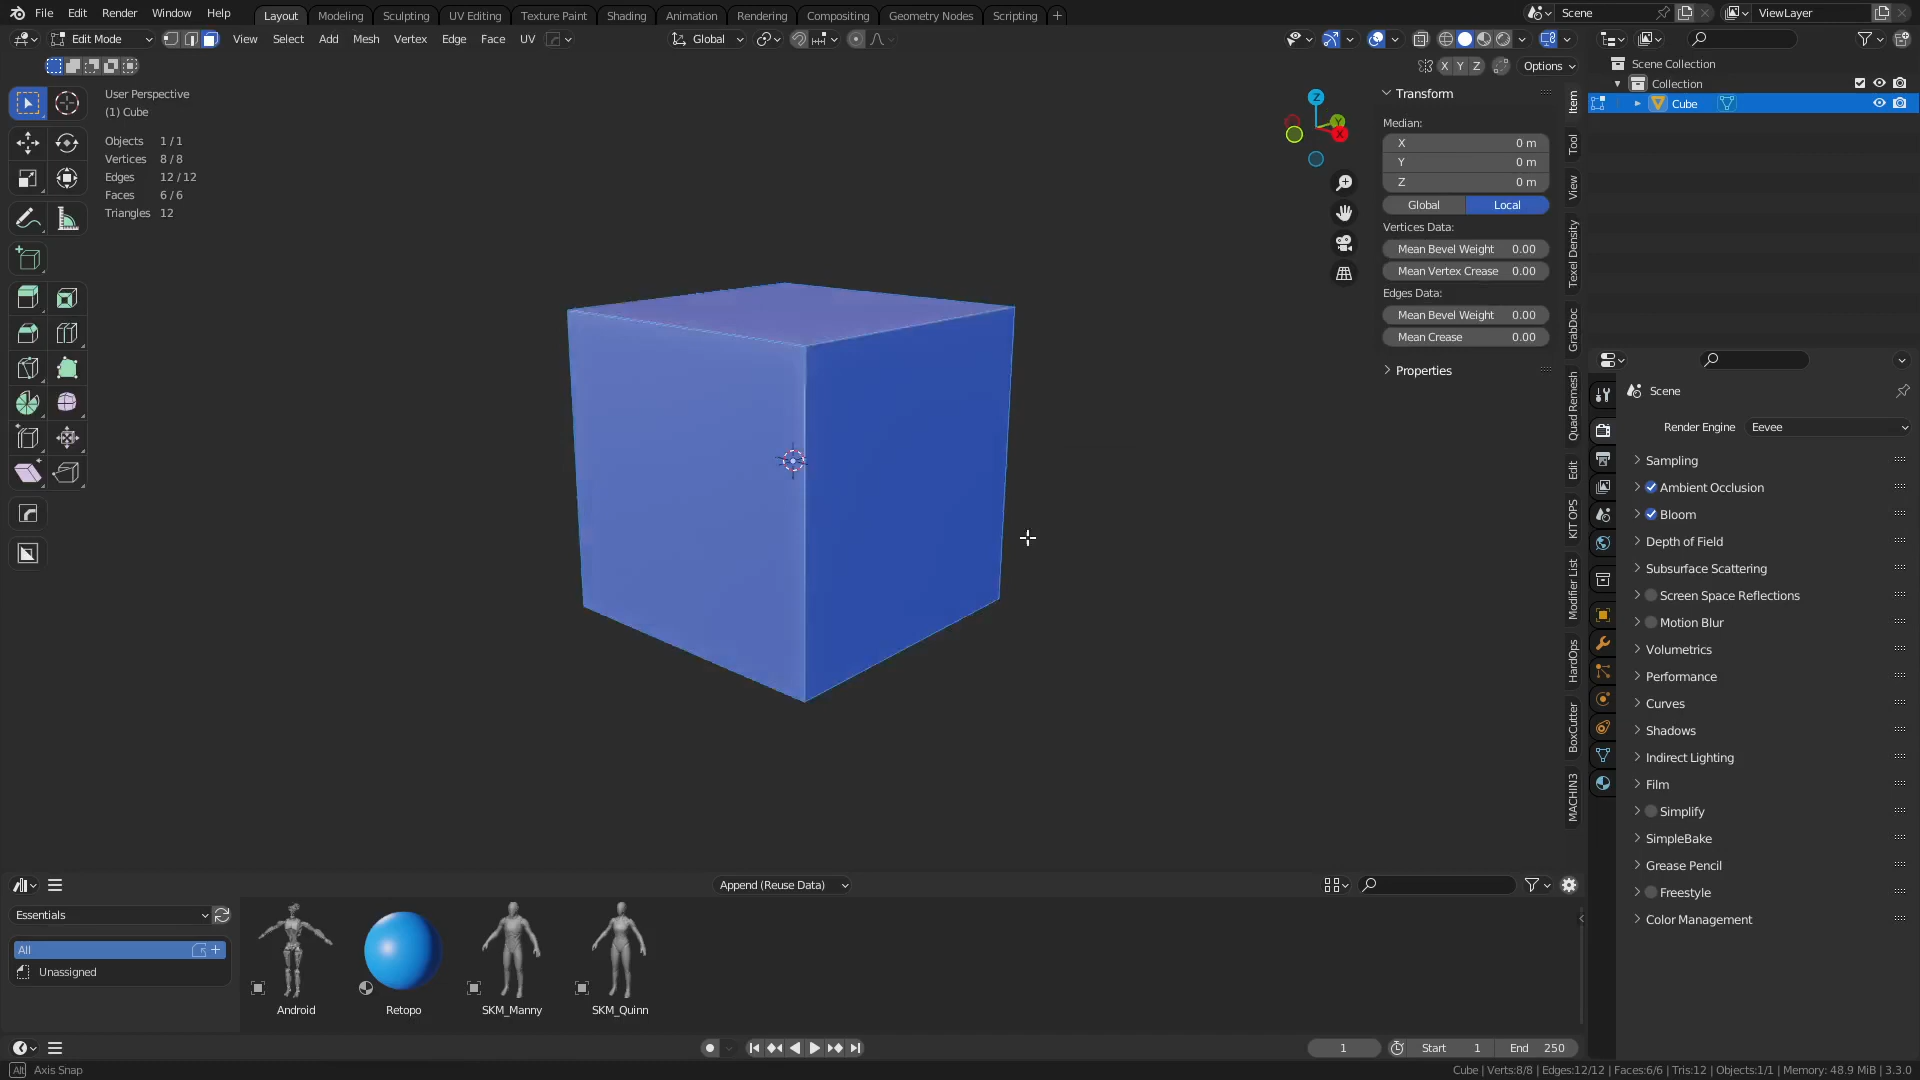 File Edit Render Window Help Layout Modeling Sculpting UV Editing Texture Paint Shading Animation Rendering Compositing Geometry Nodes Scripting + Scene ViewLayer
Edit Mode View Select Add Mesh Vertex Edge Face UV Global
X Y Z Options
User Perspective
(1) Cube
Objects 1 / 1
Vertices 8 / 8
Edges 12 / 12
Faces 6 / 6
Triangles 12
Z
Y
X
Transform
Median:
X 0 m
Y 0 m
Z 0 m
Global Local
Vertices Data:
Mean Bevel Weight 0.00
Mean Vertex Crease 0.00
Edges Data:
Mean Bevel Weight 0.00
Mean Crease 0.00
Properties
Item
Tool
View
Texel Density
GrabDoc
Quad Remesh
Edit
KIT OPS
Modifier List
HardOps
BoxCutter
MACHIN3
Scene Collection
Collection
Cube
Scene
Render Engine Eevee
Sampling
Ambient Occlusion
Bloom
Depth of Field
Subsurface Scattering
Screen Space Reflections
Motion Blur
Volumetrics
Performance
Curves
Shadows
Indirect Lighting
Film
Simplify
SimpleBake
Grease Pencil
Freestyle
Color Management
Append (Reuse Data)
Essentials
All
Unassigned
Android Retopo SKM_Manny SKM_Quinn
1 Start 1 End 250
Alt Axis Snap
Cube | Verts:8/8 | Edges:12/12 | Faces:6/6 | Tris:12 | Objects:1/1 | Memory: 48.9 MiB | 3.3.0